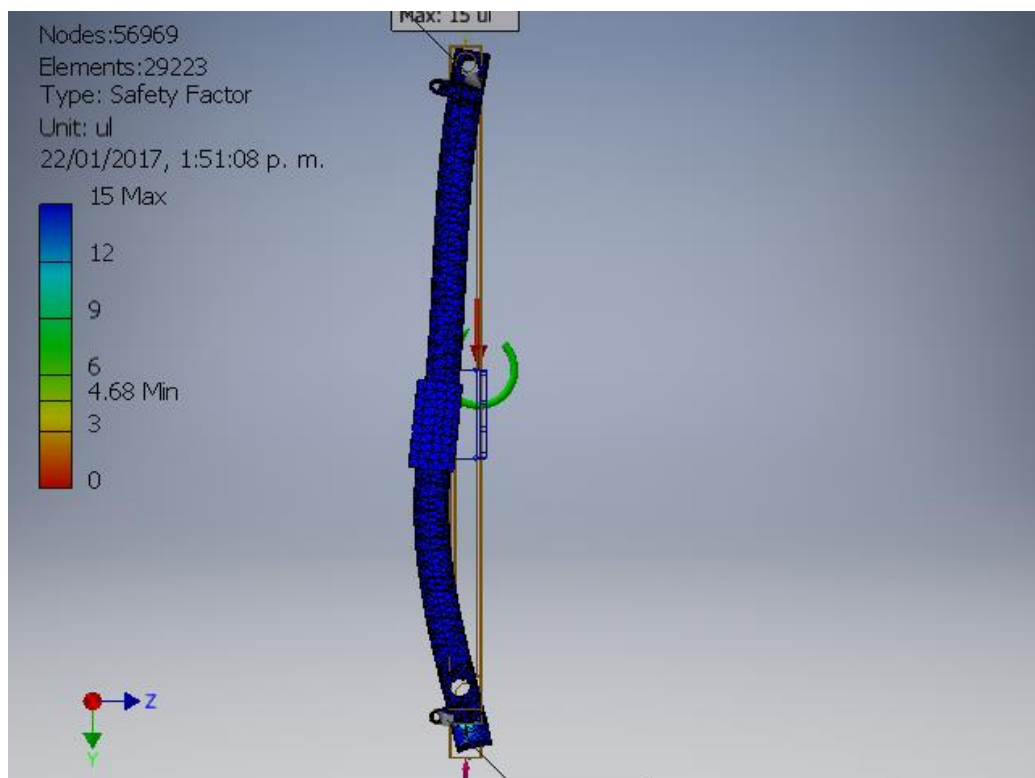 Max: 15 ul
Nodes:56969
Elements:29223
Type: Safety Factor
Unit: ul
22/01/2017, 1:51:08 p. m.
15 Max
12
9
6
4.68 Min
3
0
Z
Y